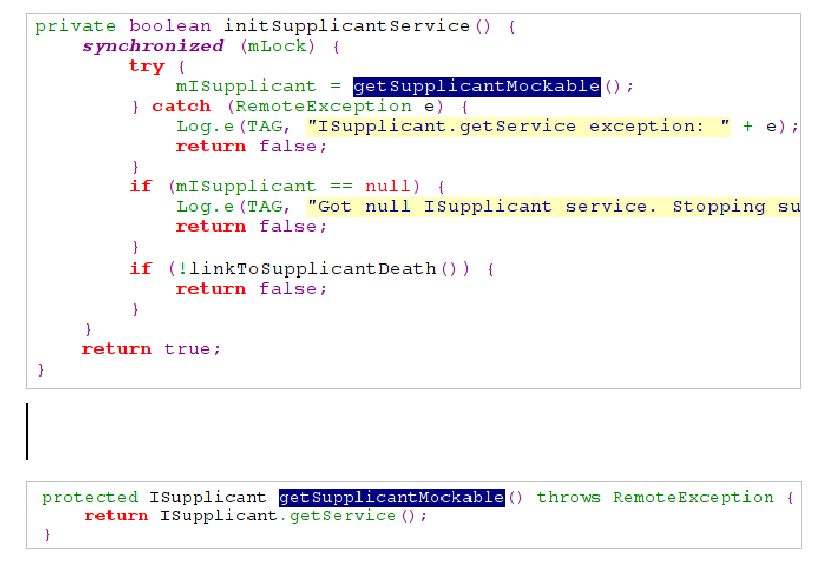 private boolean initSupplicantService() {
synchronized (mLock) {
try {
mISupplicant = getSupplicantMockable();
} catch (RemoteException e) {
Log.e(TAG, "ISupplicant.getService exception: " + e);
return false;
}
if (mISupplicant == null) {
Log.e(TAG, "Got null ISupplicant service. Stopping su
return false;
}
if (!linkToSupplicantDeath()) {
return false;
}
}
return true;
}
protected ISupplicant getSupplicantMockable() throws RemoteException {
return ISupplicant.getService();
}